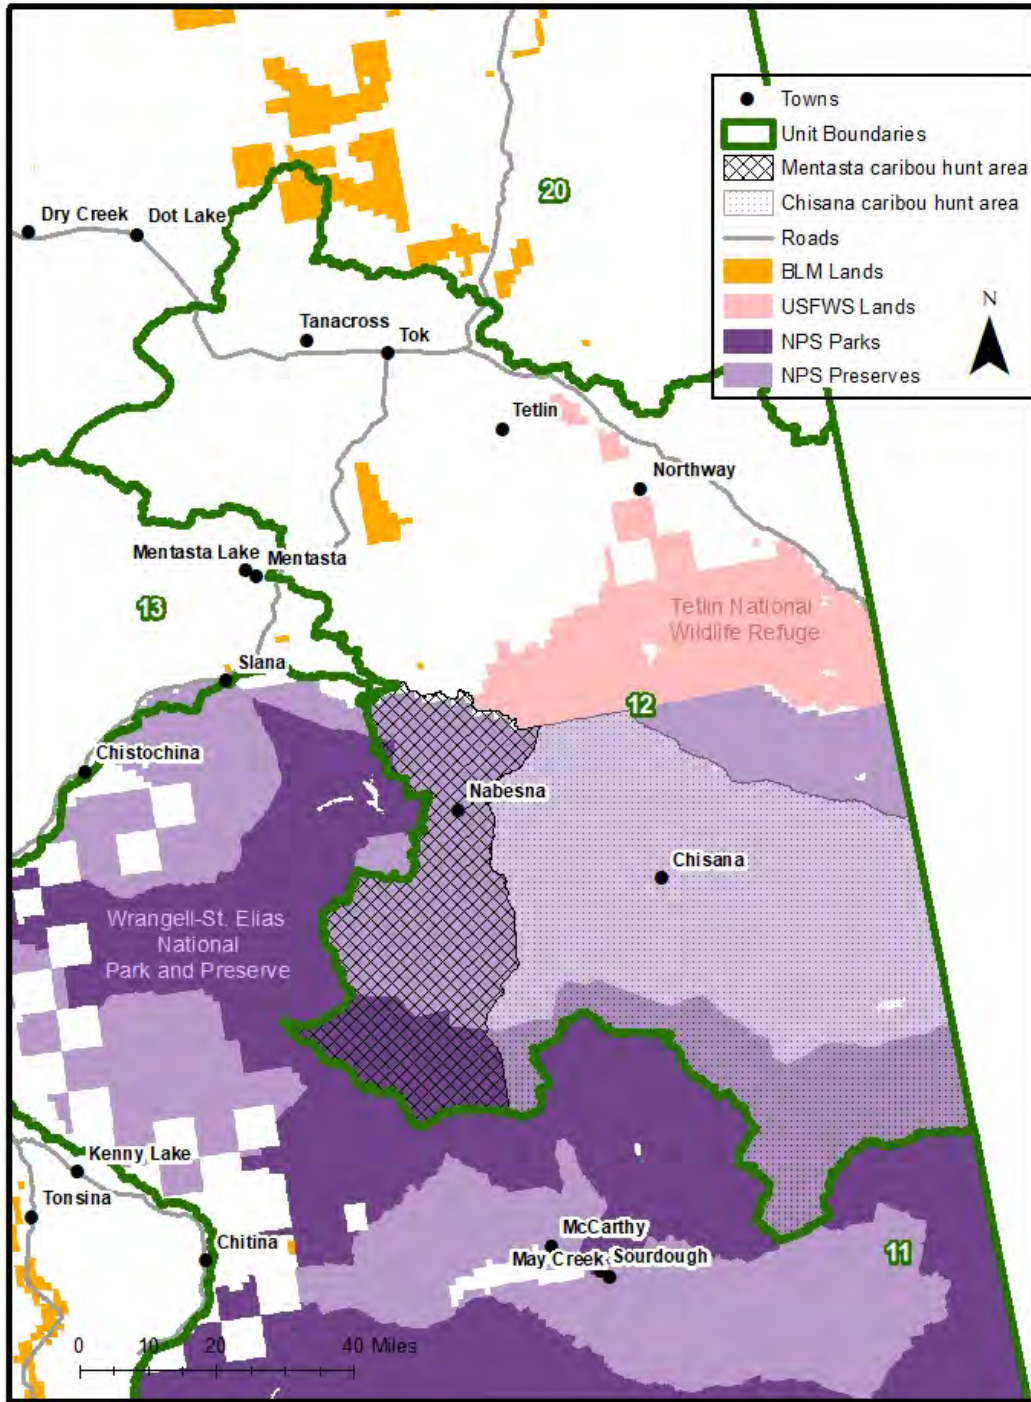 Towns
Unit Boundaries
Mentasta caribou hunt area
Chisana caribou hunt area
Roads
BLM Lands
USFWS Lands
NPS Parks
NPS Preserves
N
20
Dry Creek
Dot Lake
Tanacross
Tok
Tetlin
Northway
Mentasta Lake
Mentasta
13
Tetlin National
Wildlife Refuge
Slana
12
Chistochina
Nabesna
Chisana
Wrangell-St. Elias
National
Park and Preserve
Kenny Lake
Tonsina
McCarthy
Chitina
May Creek
Sourdough
11
0 10 20 40 Miles